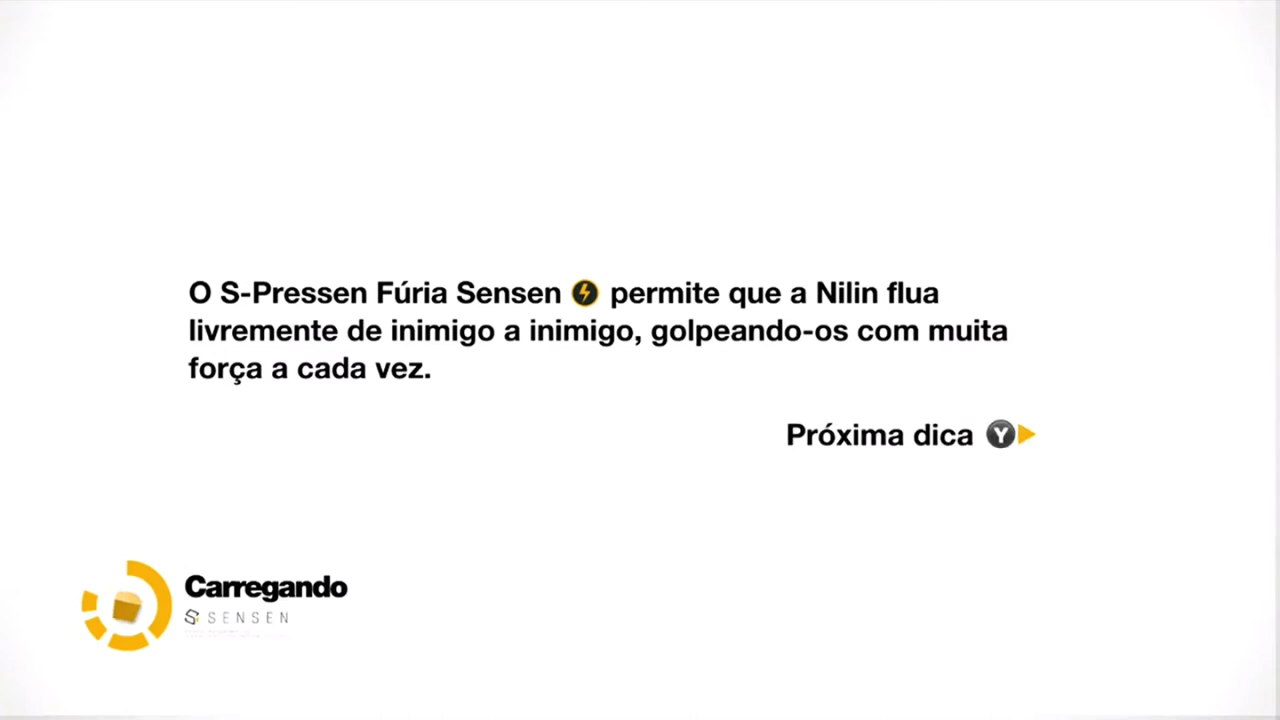 O S-Pressen Fúria Sensen permite que a Nilin flua
livremente de inimigo a inimigo, golpeando-os com muita
força a cada vez.
Próxima dica Y
Carregando
S SENSEN